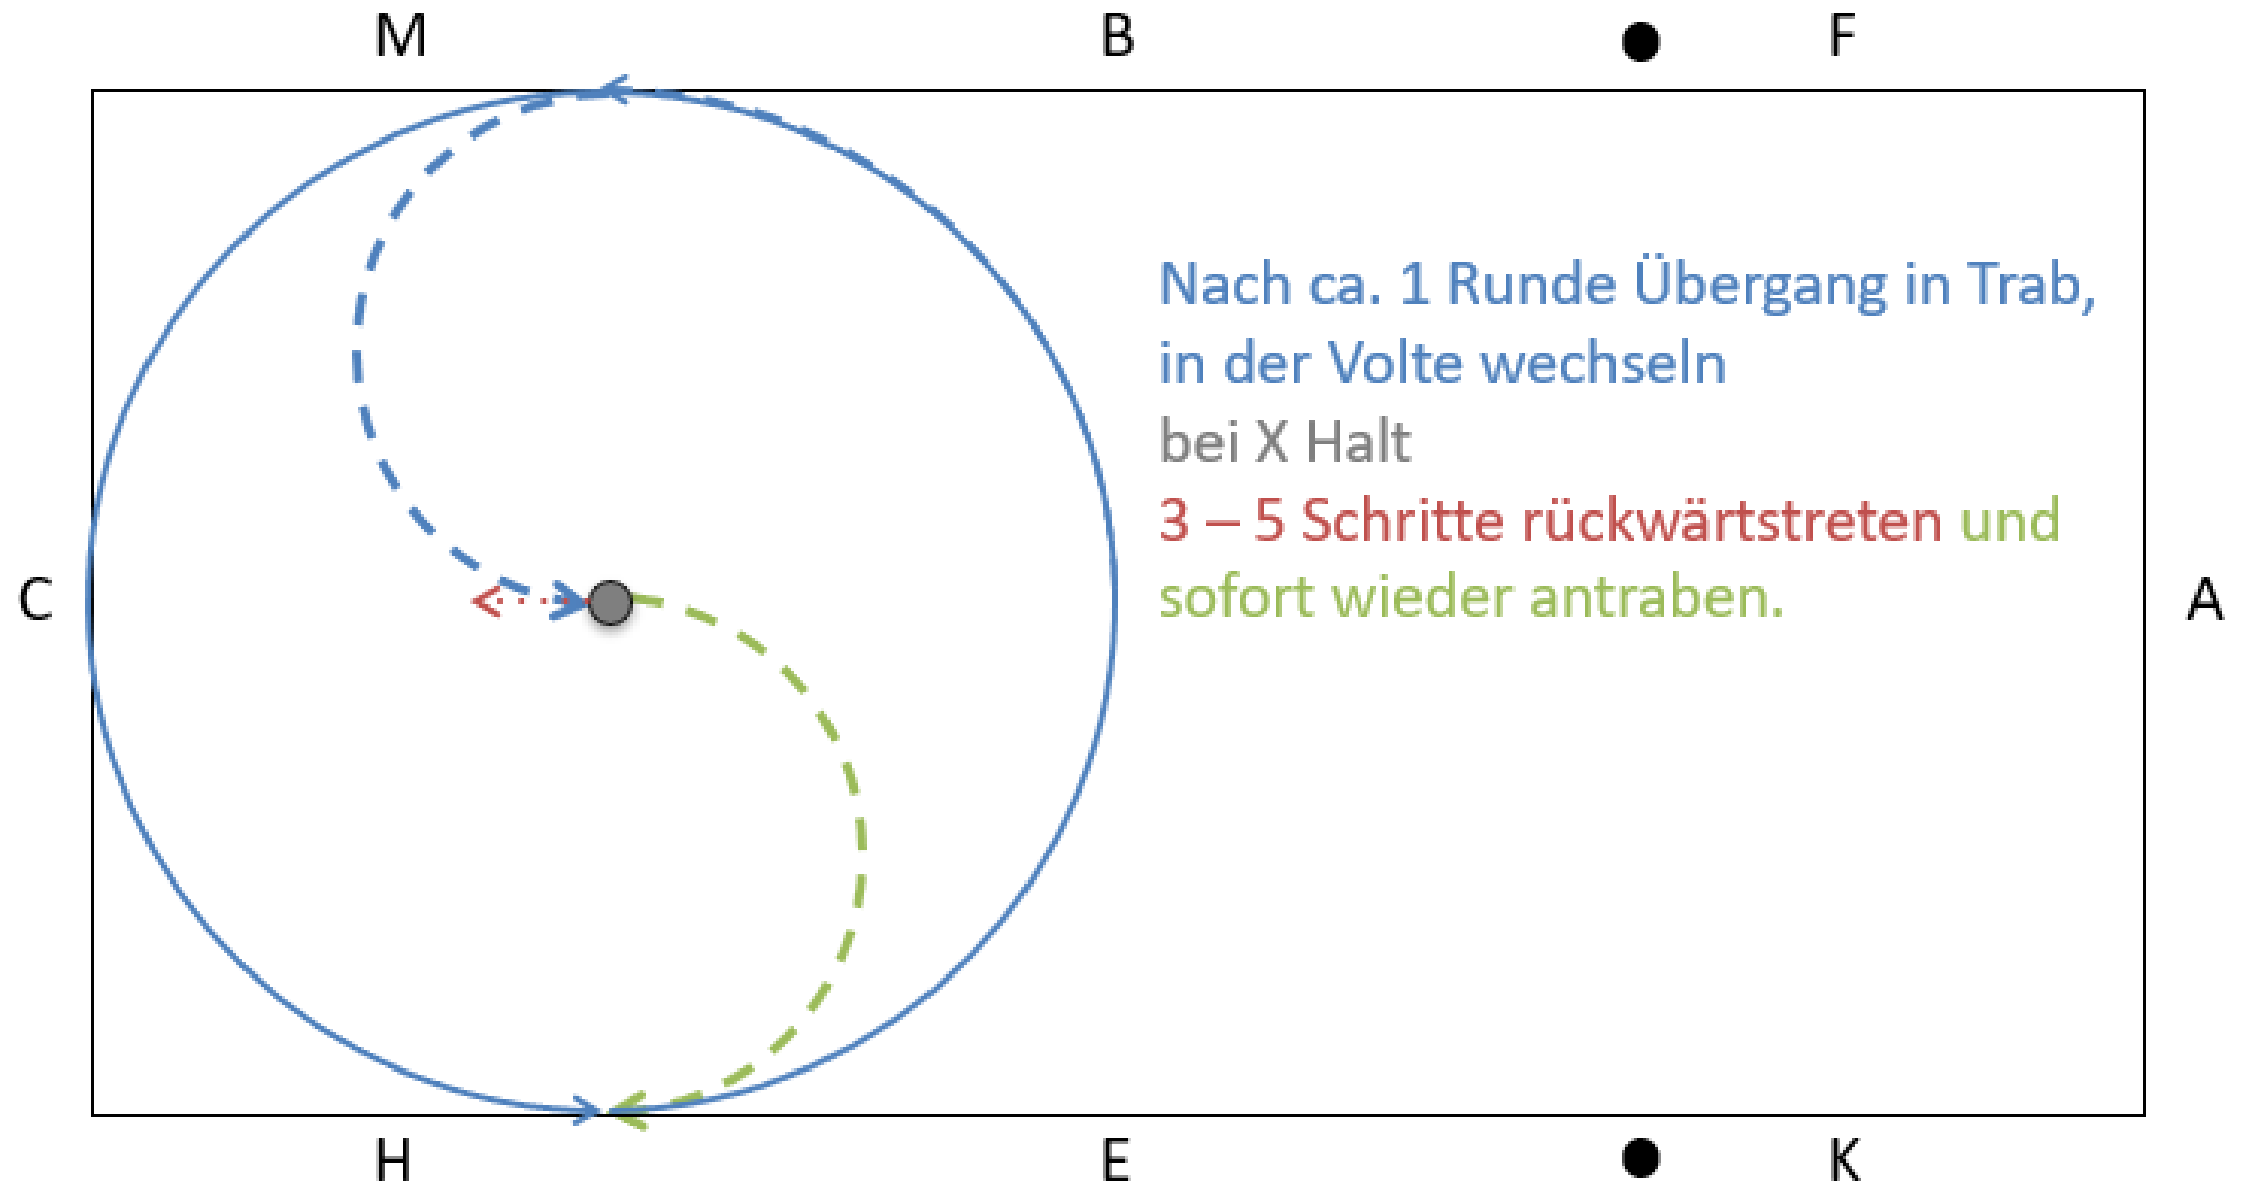 M B F
Nach ca. 1 Runde Übergang in Trab,
in der Volte wechseln
bei X Halt
3 – 5 Schritte rückwärtstreten und
C sofort wieder antraben. A
H E K